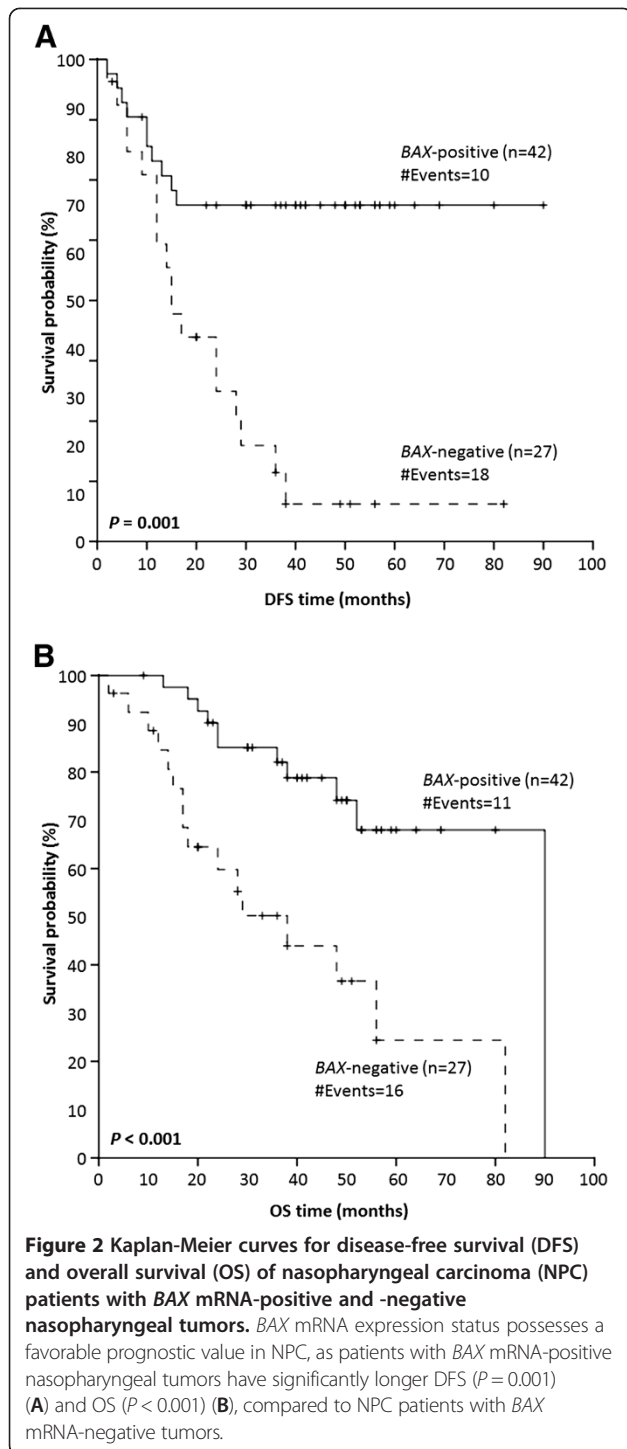 A
100
90
80
70
60
50
40
30
20
10
0
Survival probability (%)
BAX-positive (n=42)
#Events=10
BAX-negative (n=27)
#Events=18
P = 0.001
0 10 20 30 40 50 60 70 80 90 100
DFS time (months)
B
100
90
80
70
60
50
40
30
20
10
0
Survival probability (%)
BAX-positive (n=42)
#Events=11
BAX-negative (n=27)
#Events=16
P < 0.001
0 10 20 30 40 50 60 70 80 90 100
OS time (months)
Figure 2 Kaplan-Meier curves for disease-free survival (DFS)
and overall survival (OS) of nasopharyngeal carcinoma (NPC)
patients with BAX mRNA-positive and -negative
nasopharyngeal tumors. BAX mRNA expression status possesses a
favorable prognostic value in NPC, as patients with BAX mRNA-positive
nasopharyngeal tumors have significantly longer DFS (P = 0.001)
(A) and OS (P < 0.001) (B), compared to NPC patients with BAX
mRNA-negative tumors.